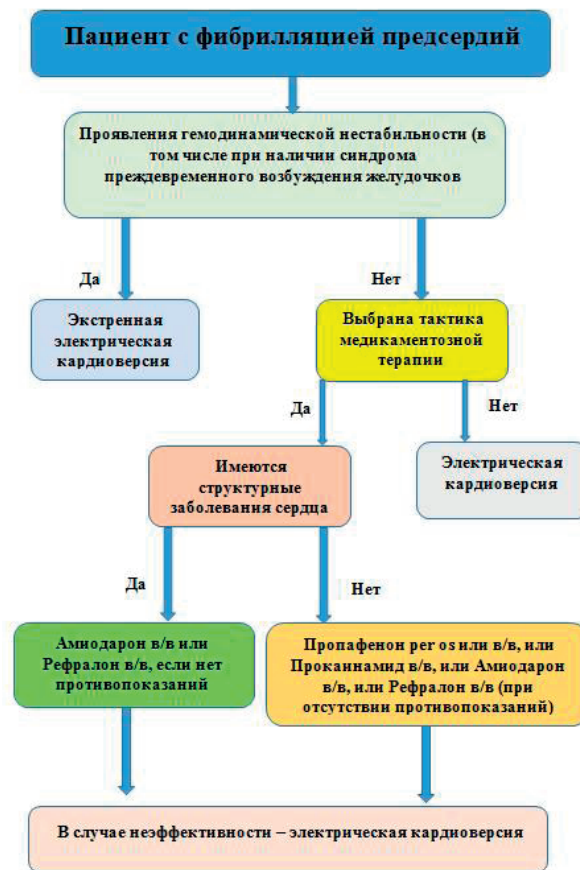 Пациент с фибрилляцией предсердий
Проявления гемодинамической нестабильности (в
том числе при наличии синдрома
преждевременного возбуждения желудочков
Да
Нет
Экстренная
электрическая
кардиоверсия
Выбрана тактика
медикаментозной
терапии
Да
Нет
Имеются
структурные
заболевания сердца
Электрическая
кардиоверсия
Да
Нет
Амиодарон в/в или
Рефралон в/в, если нет
противопоказаний
Пропафенон per os или в/в, или
Прокаинамид в/в, или Амиодарон
в/в, или Рефралон в/в (при
отсутствии противопоказаний)
В случае неэффективности – электрическая кардиоверсия